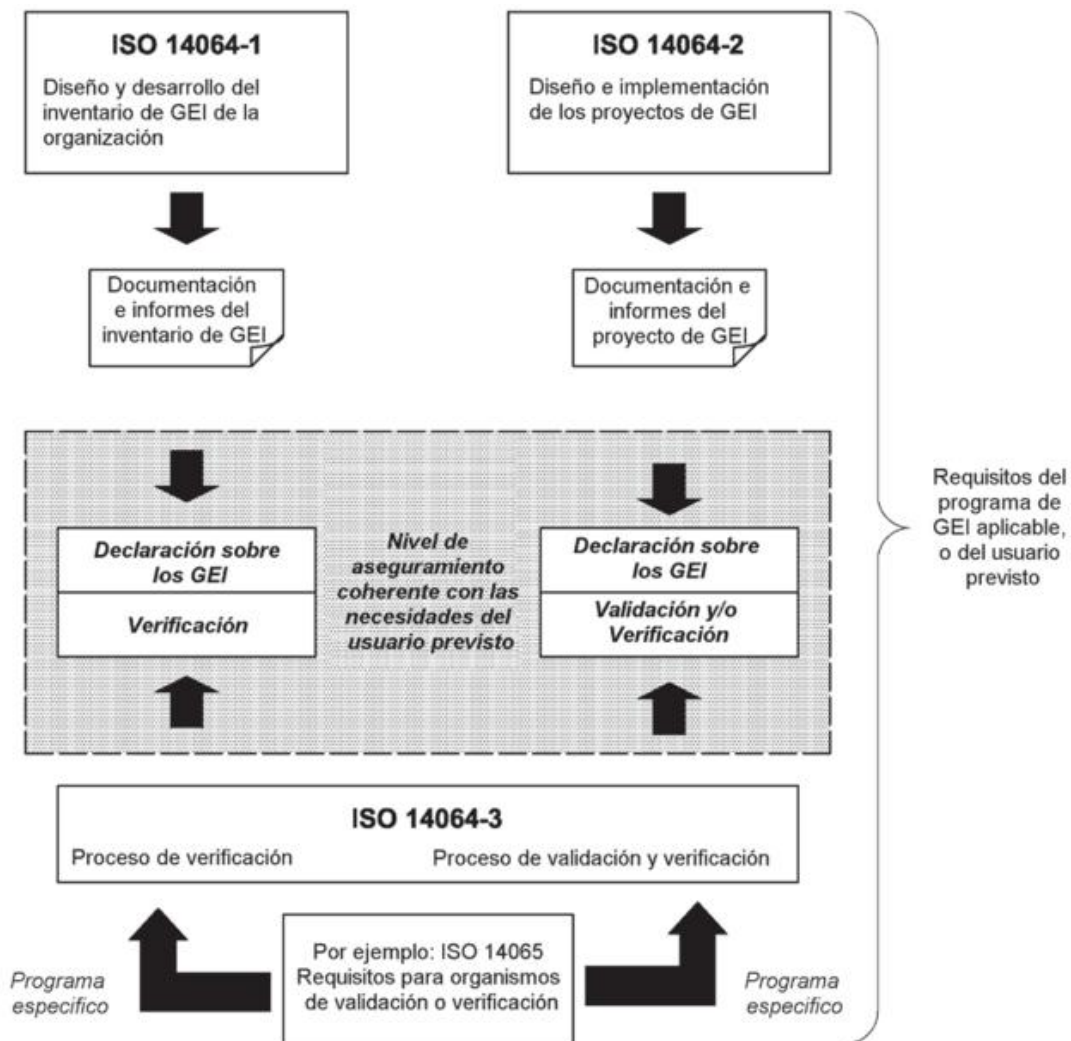 ISO 14064-1
Diseño y desarrollo del
inventario de GEI de la
organización
ISO 14064-2
Diseño e implementación
de los proyectos de GEI
Documentación
e informes del
inventario de GEI
Documentación e
informes del
proyecto de GEI
Declaración sobre
los GEI
Verificación
Nivel de
aseguramiento
coherente con las
necesidades del
usuario previsto
Declaración sobre
los GEI
Validación y/o
Verificación
Requisitos del
programa de
GEI aplicable,
o del usuario
previsto
ISO 14064-3
Proceso de verificación
Proceso de validación y verificación
Programa
especifico
Por ejemplo: ISO 14065
Requisitos para organismos
de validación o verificación
Programa
especifico